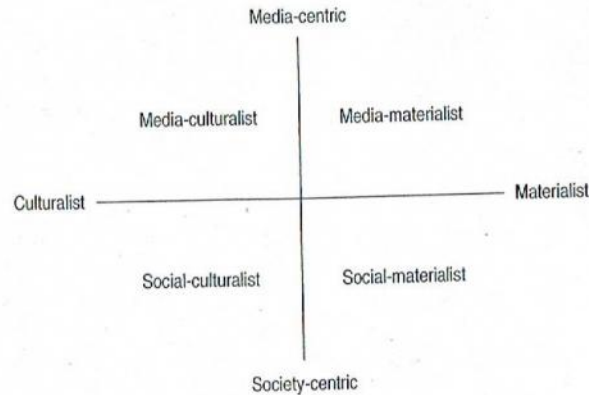 Media-centric
Media-culturalist
Media-materialist
Culturalist
Materialist
Social-culturalist
Social-materialist
Society-centric